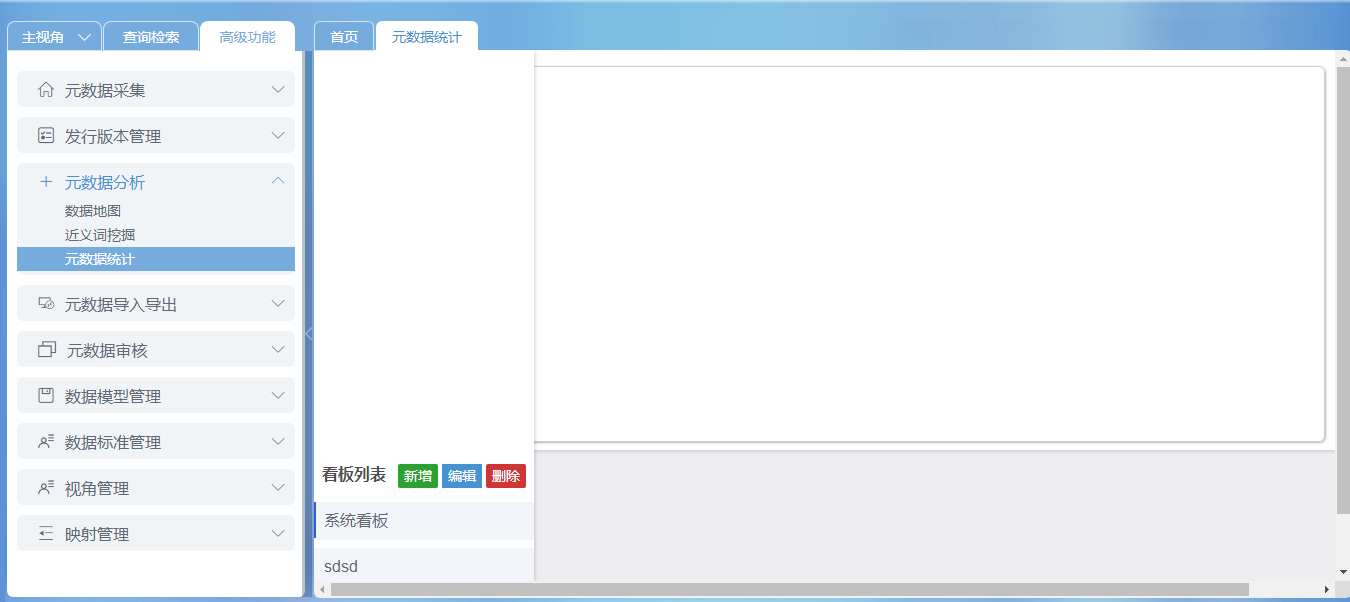 主视角
查询检索
高级功能
首页
元数据统计
元数据采集
发行版本管理
元数据分析
数据地图
近义词挖掘
元数据统计
元数据导入导出
元数据审核
数据模型管理
数据标准管理
视角管理
映射管理
看板列表
新增
编辑
删除
系统看板
sdsd